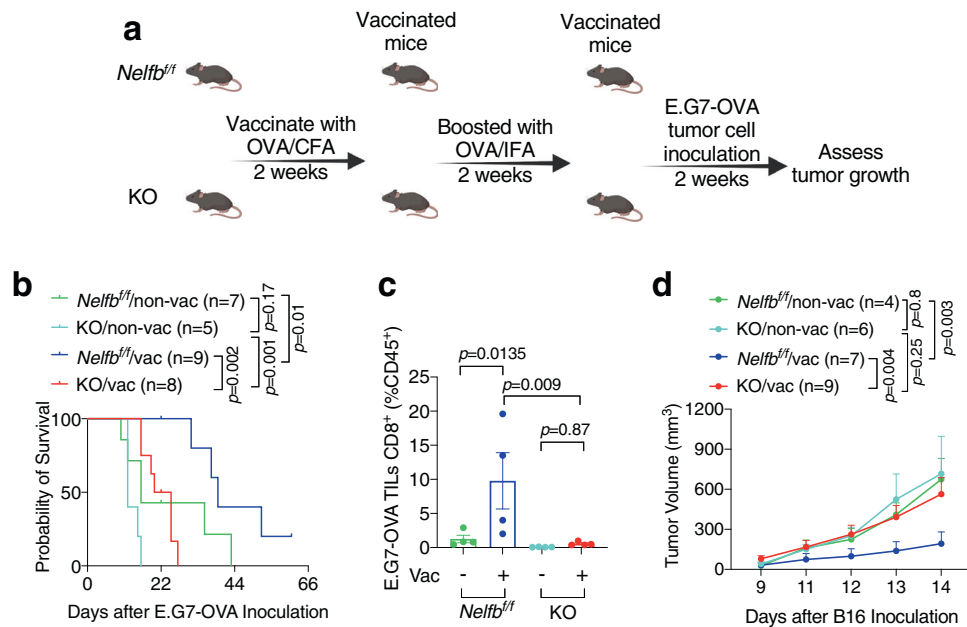 a
Vaccinated
mice
Vaccinated
mice
Nelfb^f/f
Vaccinate with
OVA/CFA
2 weeks
Boosted with
OVA/IFA
2 weeks
E.G7-OVA
tumor cell
inoculation
2 weeks
Assess
tumor growth
KO
b
Nelfb^f/f/non-vac (n=7)
KO/non-vac (n=5)
Nelfb^f/f/vac (n=9)
KO/vac (n=8)
p=0.002
p=0.17
p=0.001
p=0.01
Probability of Survival
100
50
0
0 22 44 66
Days after E.G7-OVA Inoculation
c
E.G7-OVA TILs CD8+ (%CD45+)
25
20
15
10
5
0
p=0.0135
p=0.009
p=0.87
Vac - + - +
Nelfb^f/f KO
d
Nelfb^f/f/non-vac (n=4)
KO/non-vac (n=6)
Nelfb^f/f/vac (n=7)
KO/vac (n=9)
p=0.004
p=0.8
p=0.25
p=0.003
Tumor Volume (mm³)
1200
900
600
300
0
9 11 12 13 14
Days after B16 Inoculation